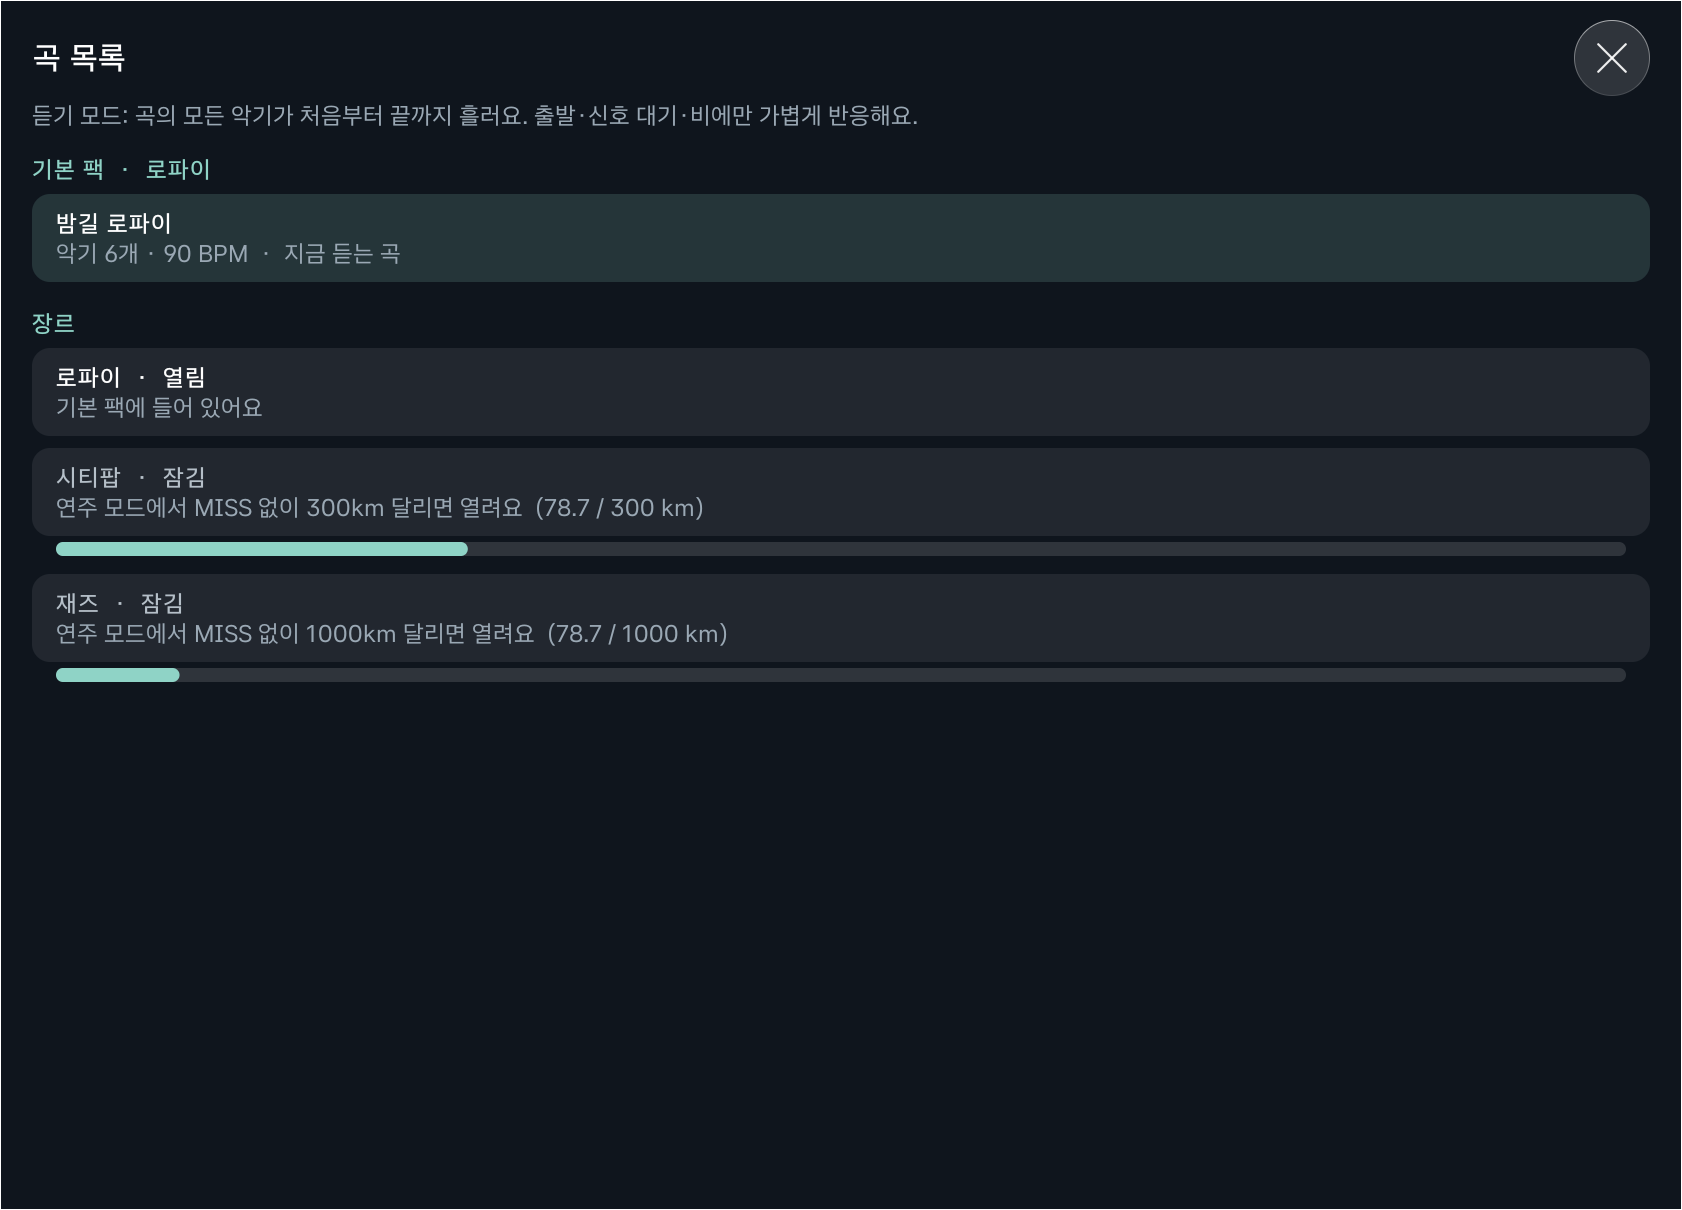 곡 목록
듣기 모드: 곡의 모든 악기가 처음부터 끝까지 흘러요. 출발·신호 대기·비에만 가볍게 반응해요.
기본 팩 · 로파이
밤길 로파이
악기 6개 · 90 BPM · 지금 듣는 곡
장르
로파이 · 열림
기본 팩에 들어 있어요
시티팝 · 잠김
연주 모드에서 MISS 없이 300km 달리면 열려요 (78.7 / 300 km)
재즈 · 잠김
연주 모드에서 MISS 없이 1000km 달리면 열려요 (78.7 / 1000 km)